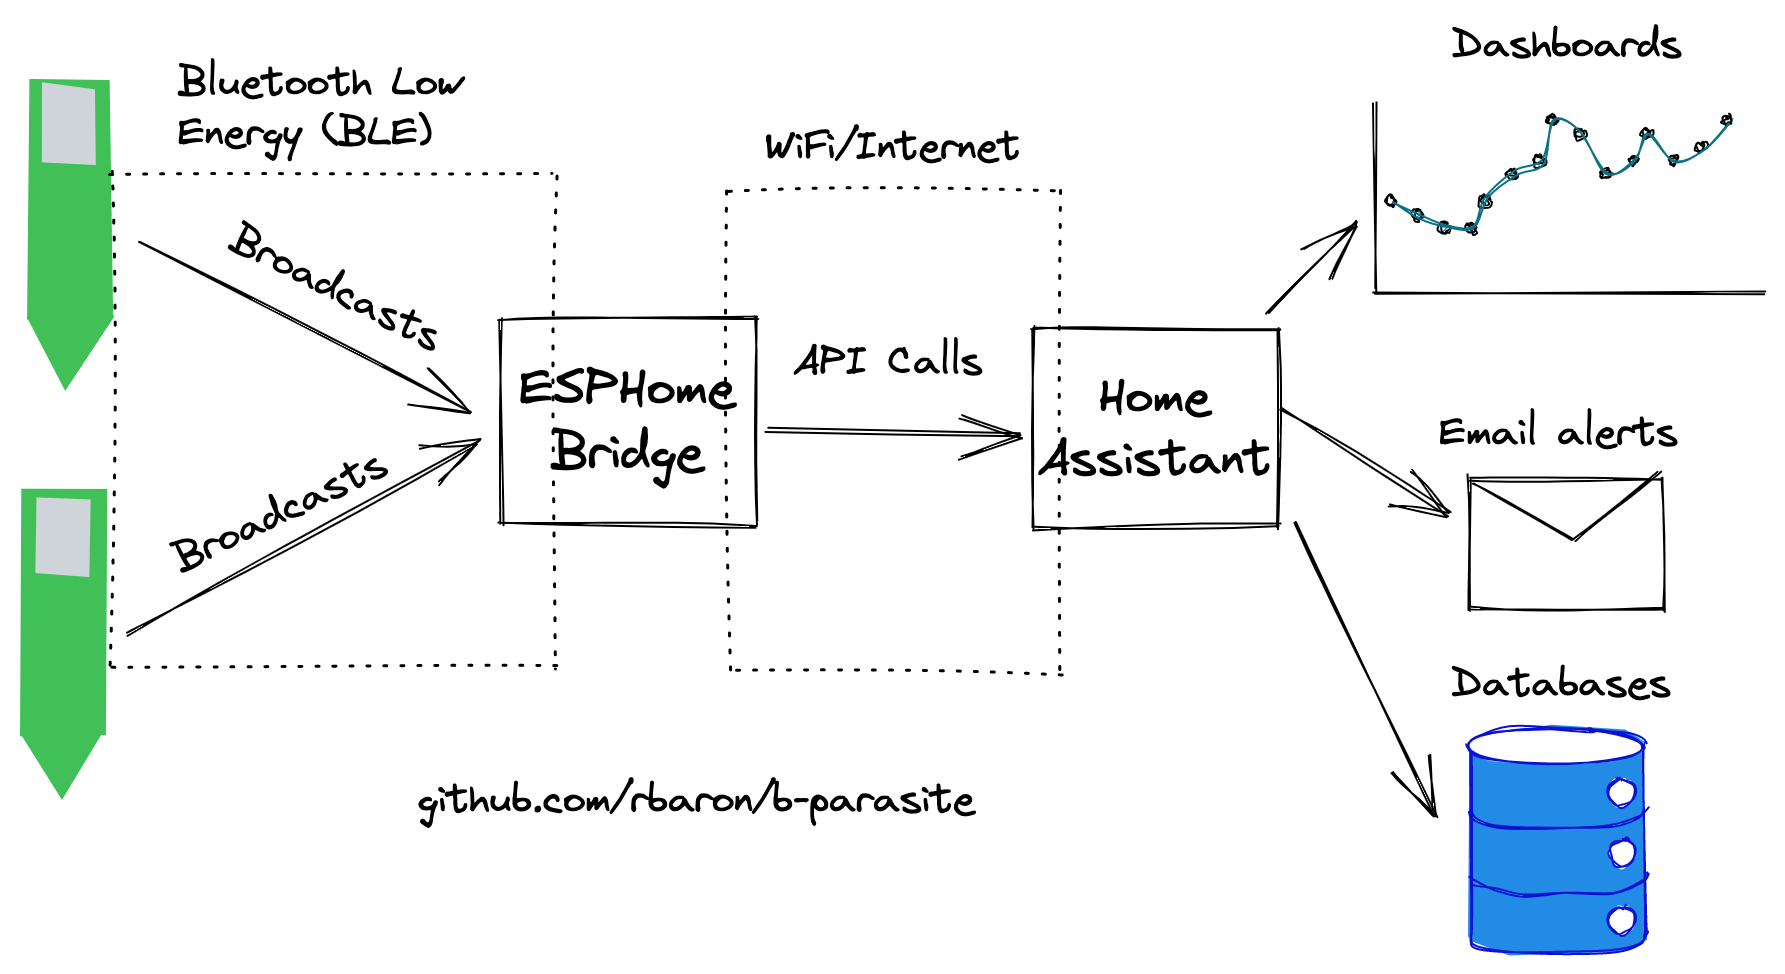 Bluetooth Low
Energy (BLE)
WiFi/Internet
Dashboards
Broadcasts
Broadcasts
ESPHome
Bridge
API Calls
Home
Assistant
Email alerts
Databases
github.com/rbaron/b-parasite